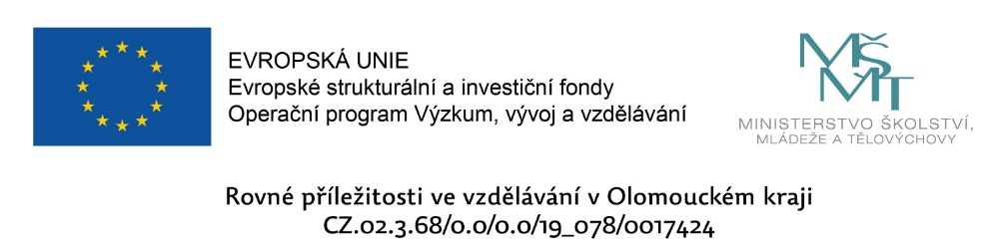 EVROPSKÁ UNIE
Evropské strukturální a investiční fondy
Operační program Výzkum, vývoj a vzdělávání
MŠMT
MINISTERSTVO ŠKOLSTVÍ,
MLÁDEŽE A TĚLOVÝCHOVY
Rovné příležitosti ve vzdělávání v Olomouckém kraji
CZ.02.3.68/0.0/0.0/19_078/0017424